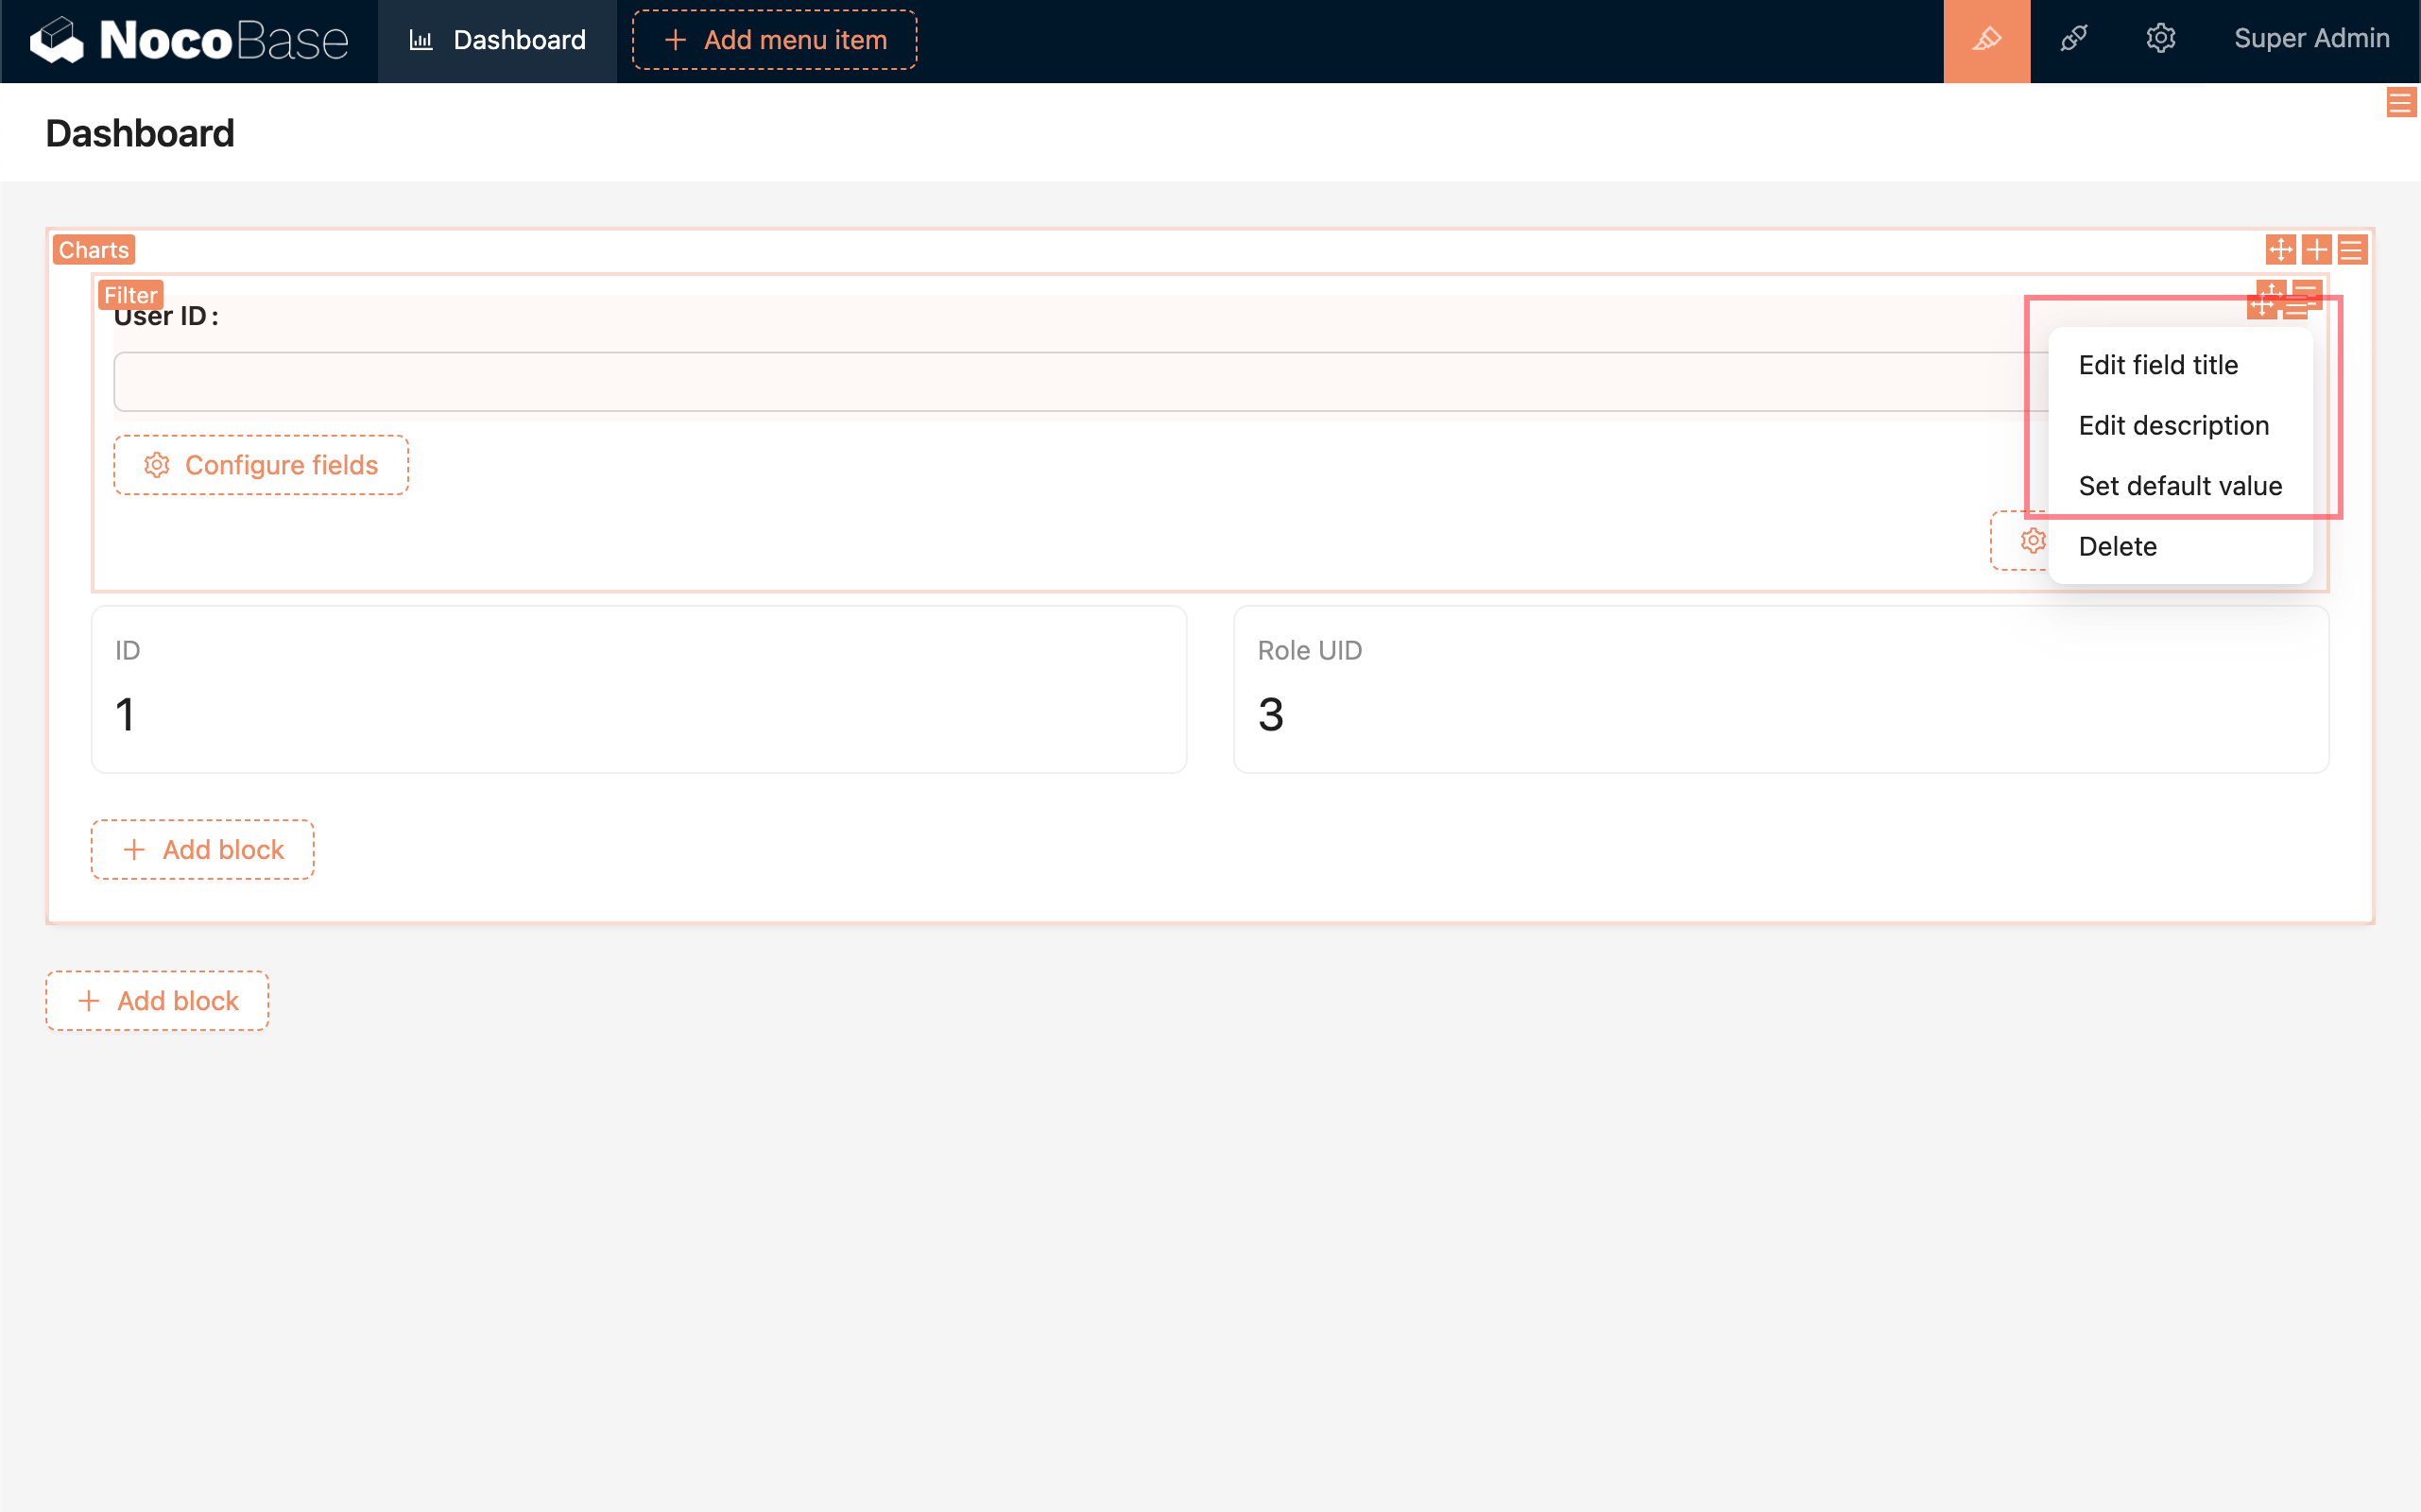 NocoBase
Dashboard
Add menu item
Super Admin
Dashboard
Charts
Filter
User ID :
Edit field title
Edit description
Configure fields
Set default value
Delete
ID
Role UID
1
3
Add block
Add block